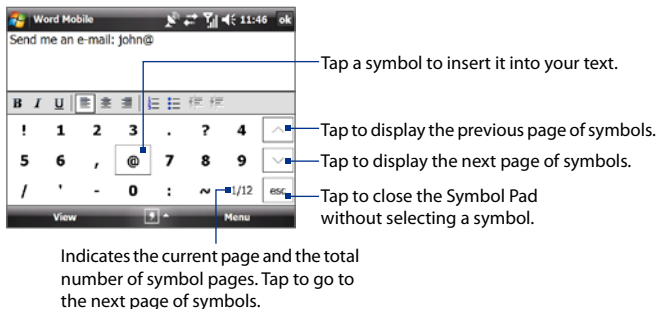 Word Mobile 11:46 ok
Send me an e-mail: john@
Tap a symbol to insert it into your text.
B I U
! 1 2 3 . ? 4
Tap to display the previous page of symbols.
5 6 , @ 7 8 9
Tap to display the next page of symbols.
/ ' - 0 : ~ 1/12 esc
Tap to close the Symbol Pad
without selecting a symbol.
View Menu
Indicates the current page and the total
number of symbol pages. Tap to go to
the next page of symbols.